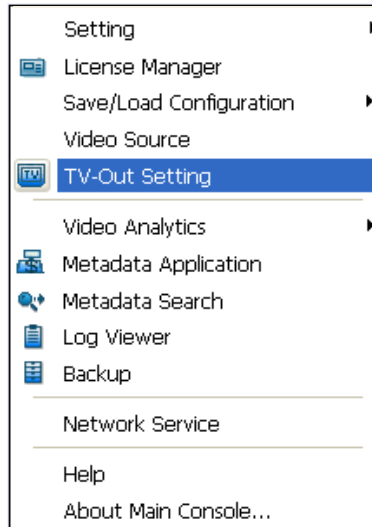 Setting
License Manager
Save/Load Configuration
Video Source
TV-Out Setting
Video Analytics
Metadata Application
Metadata Search
Log Viewer
Backup
Network Service
Help
About Main Console...